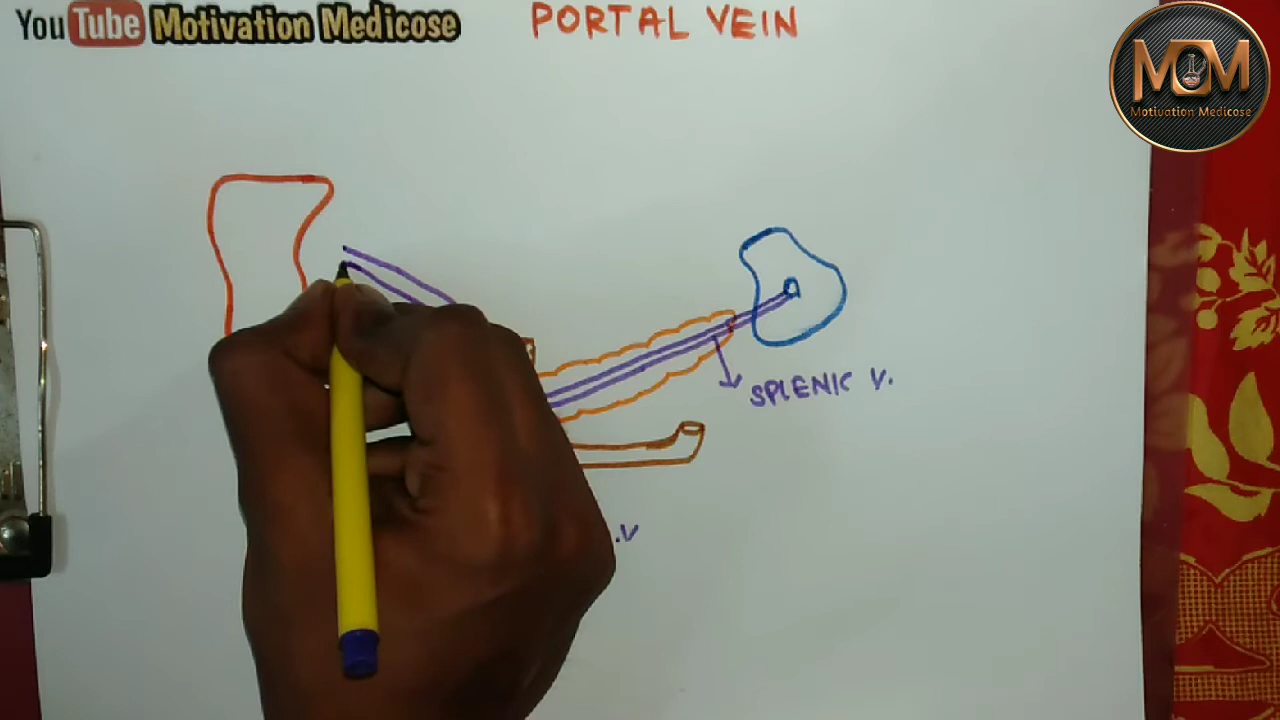 YouTube Motivation Medicose
PORTAL VEIN
MOM
Motivation Medicose
SPLENIC V.
.V